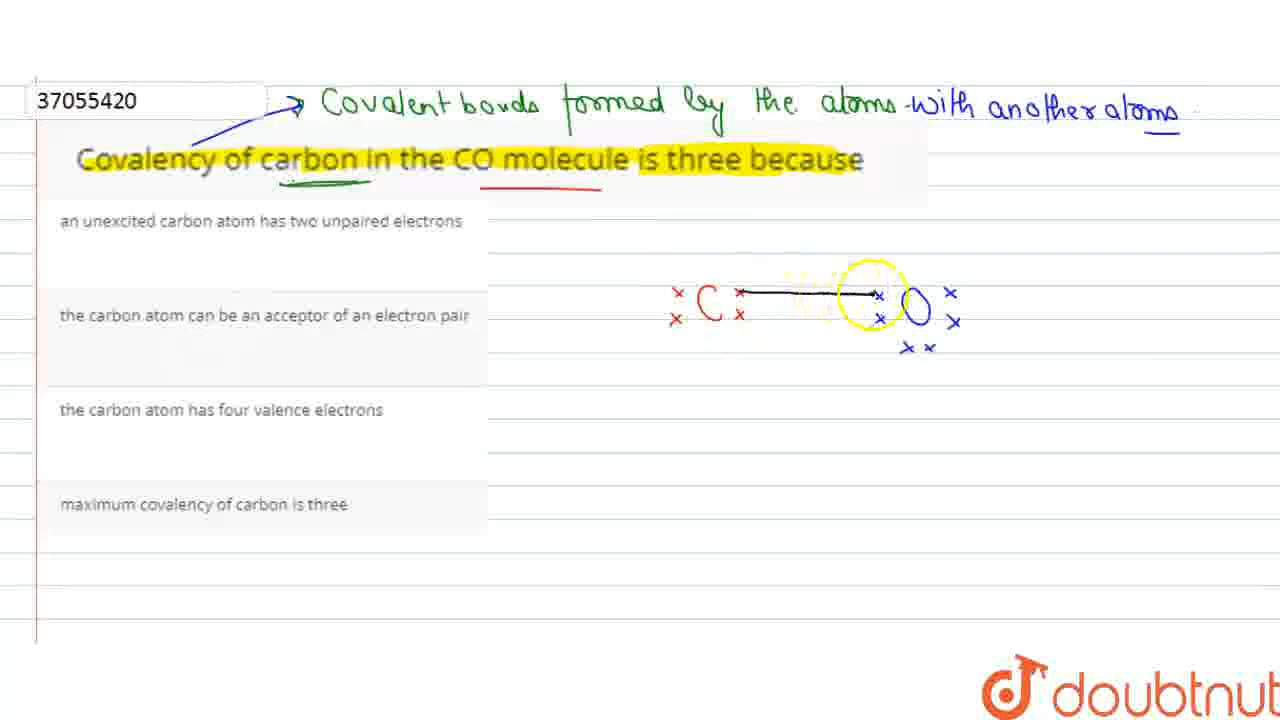 37055420
Covalent bonds formed by the atoms with another atoms
Covalency of carbon in the CO molecule is three because
an unexcited carbon atom has two unpaired electrons
the carbon atom can be an acceptor of an electron pair
the carbon atom has four valence electrons
maximum covalency of carbon is three
C O
doubtnut